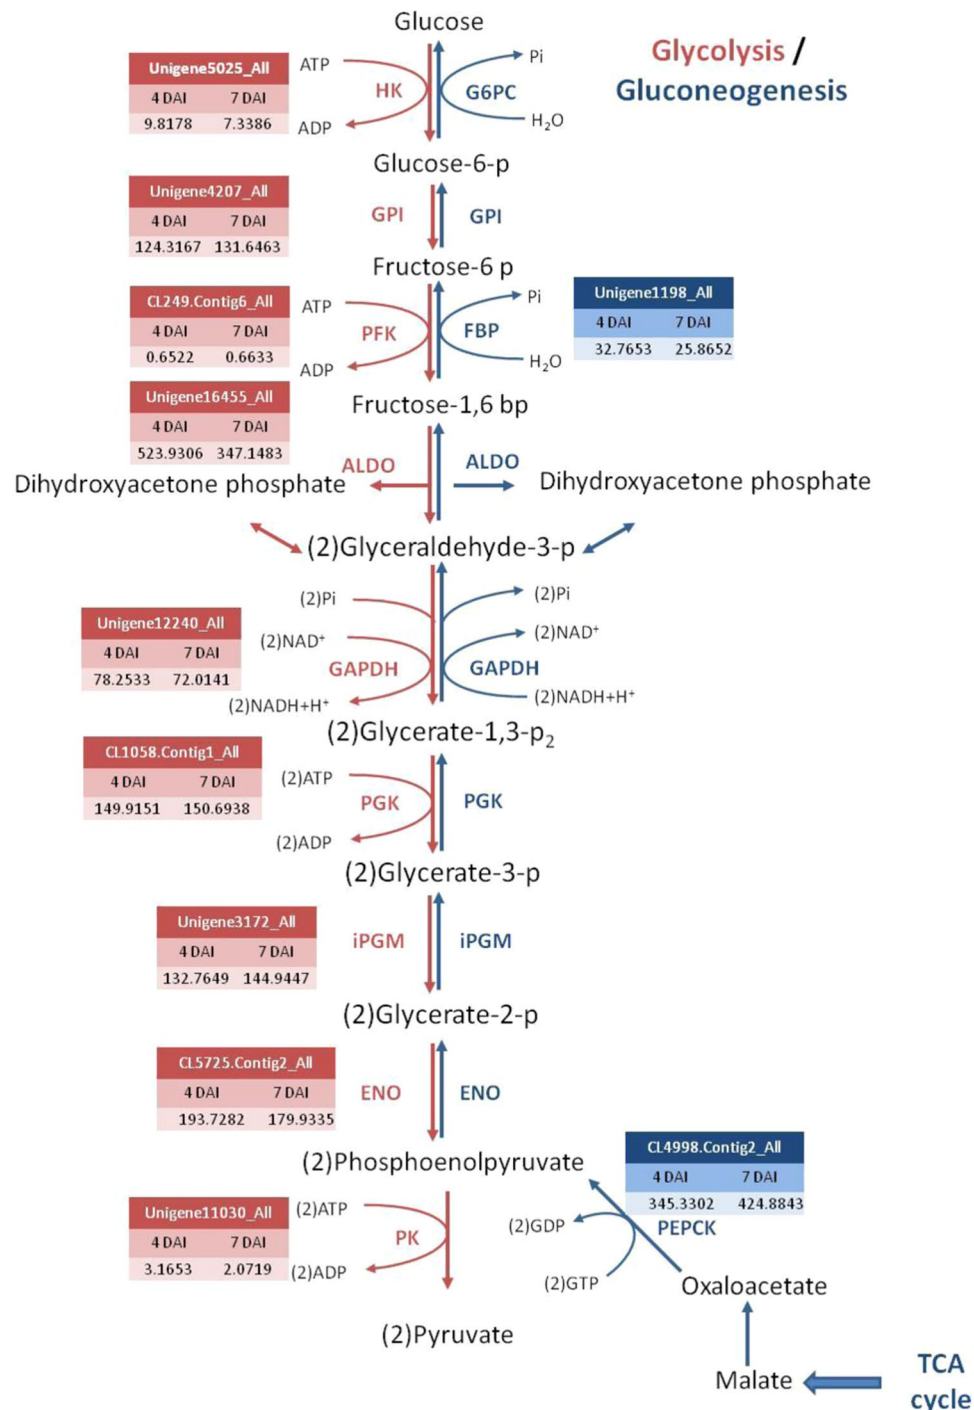 Glucose
Glycolysis /
Gluconeogenesis
Unigene5025_All
4 DAI 7 DAI
9.8178 7.3386
ATP
HK
ADP
G6PC
Pi
H₂O
Glucose-6-p
Unigene4207_All
4 DAI 7 DAI
124.3167 131.6463
GPI GPI
Fructose-6 p
CL249.Contig6_All
4 DAI 7 DAI
0.6522 0.6633
ATP
PFK
ADP
FBP
Pi
H₂O
Unigene1198_All
4 DAI 7 DAI
32.7653 25.8652
Unigene16455_All
4 DAI 7 DAI
523.9306 347.1483
Fructose-1,6 bp
ALDO ALDO
Dihydroxyacetone phosphate Dihydroxyacetone phosphate
(2)Glyceraldehyde-3-p
Unigene12240_All
4 DAI 7 DAI
78.2533 72.0141
(2)Pi
(2)NAD⁺
GAPDH
(2)NADH+H⁺
(2)Pi
(2)NAD⁺
GAPDH
(2)NADH+H⁺
(2)Glycerate-1,3-p₂
CL1058.Contig1_All
4 DAI 7 DAI
149.9151 150.6938
(2)ATP
PGK PGK
(2)ADP
(2)Glycerate-3-p
Unigene3172_All
4 DAI 7 DAI
132.7649 144.9447
iPGM iPGM
(2)Glycerate-2-p
CL5725.Contig2_All
4 DAI 7 DAI
193.7282 179.9335
ENO ENO
(2)Phosphoenolpyruvate
CL4998.Contig2_All
4 DAI 7 DAI
345.3302 424.8843
PEPCK
(2)GDP
(2)GTP
Unigene11030_All
4 DAI 7 DAI
3.1653 2.0719
(2)ATP
PK
(2)ADP
Oxaloacetate
(2)Pyruvate
Malate
TCA
cycle